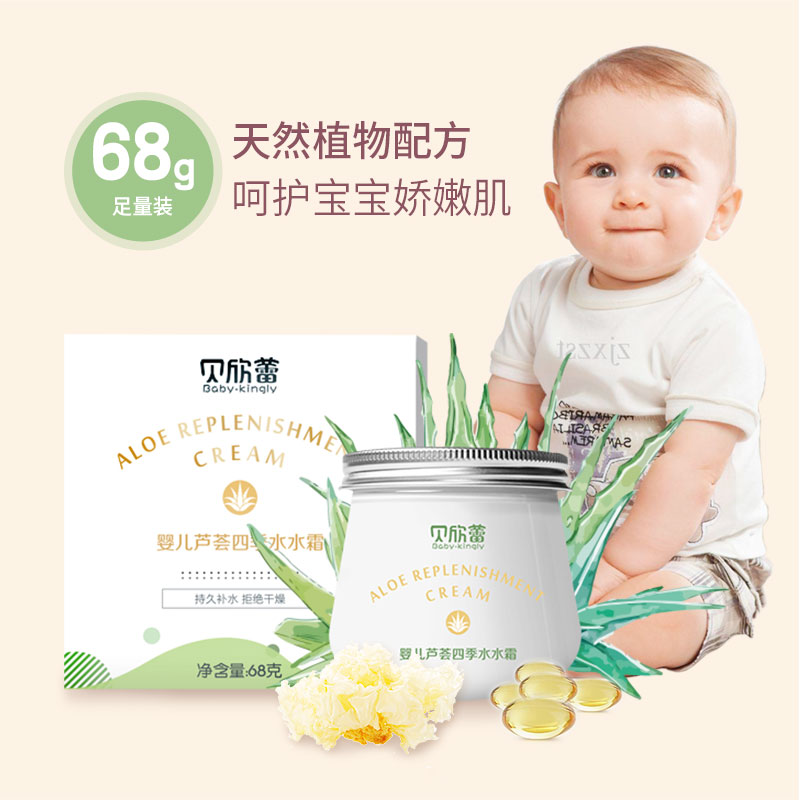 68g
足量装
天然植物配方
呵护宝宝娇嫩肌
贝欣蕾
Baby·kingly
ALOE REPLENISHMENT
CREAM
婴儿芦荟四季水水霜
持久补水 拒绝干燥
净含量:68克
贝欣蕾
Baby·kingly
ALOE REPLENISHMENT
CREAM
婴儿芦荟四季水水霜
zjxzst
BRASILIA